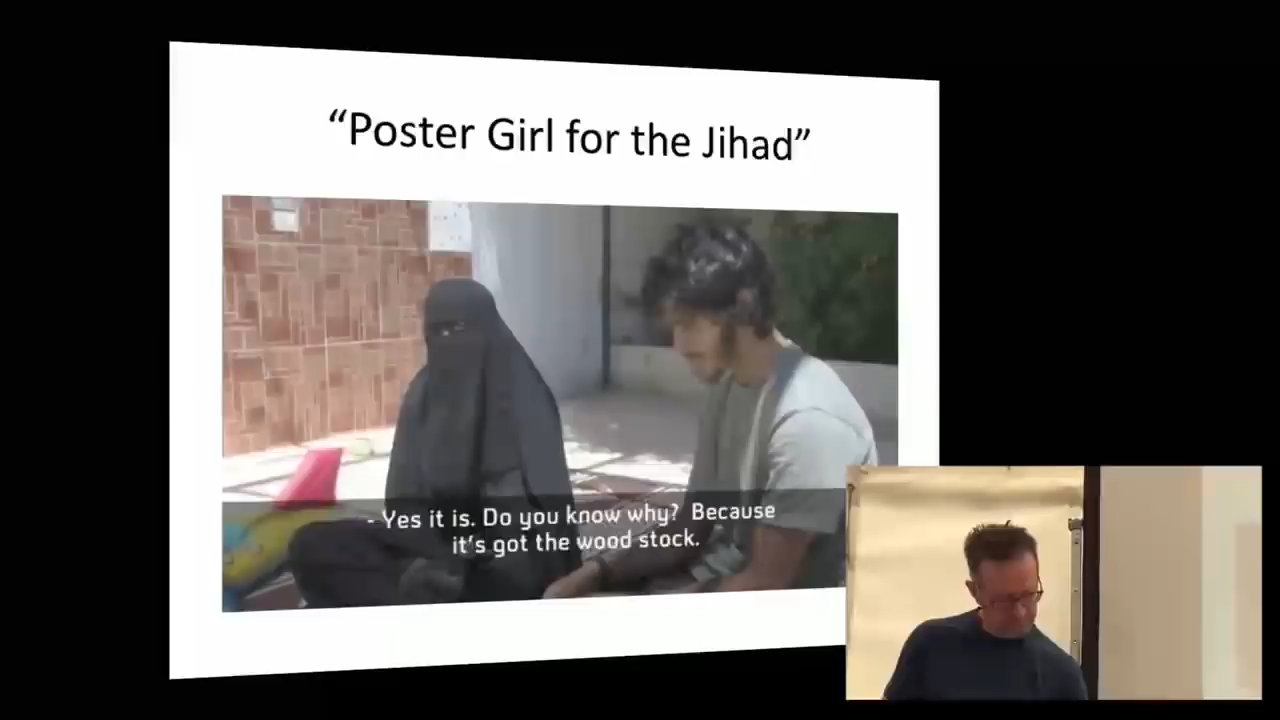 “Poster Girl for the Jihad”
- Yes it is. Do you know why? Because
it's got the wood stock.